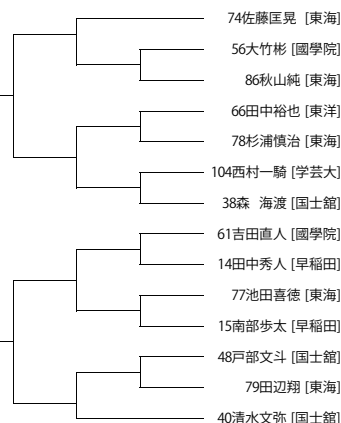 74佐藤匡晃 [東海]
56大竹彬 [國學院]
86秋山純 [東海]
66田中裕也 [東洋]
78杉浦慎治 [東海]
104西村一騎 [学芸大]
38森 海渡 [国士舘]
61吉田直人 [國學院]
14田中秀人 [早稲田]
77池田喜徳 [東海]
15南部歩太 [早稲田]
48戸部文斗 [国士舘]
79田辺翔 [東海]
40清水文弥 [国士舘]